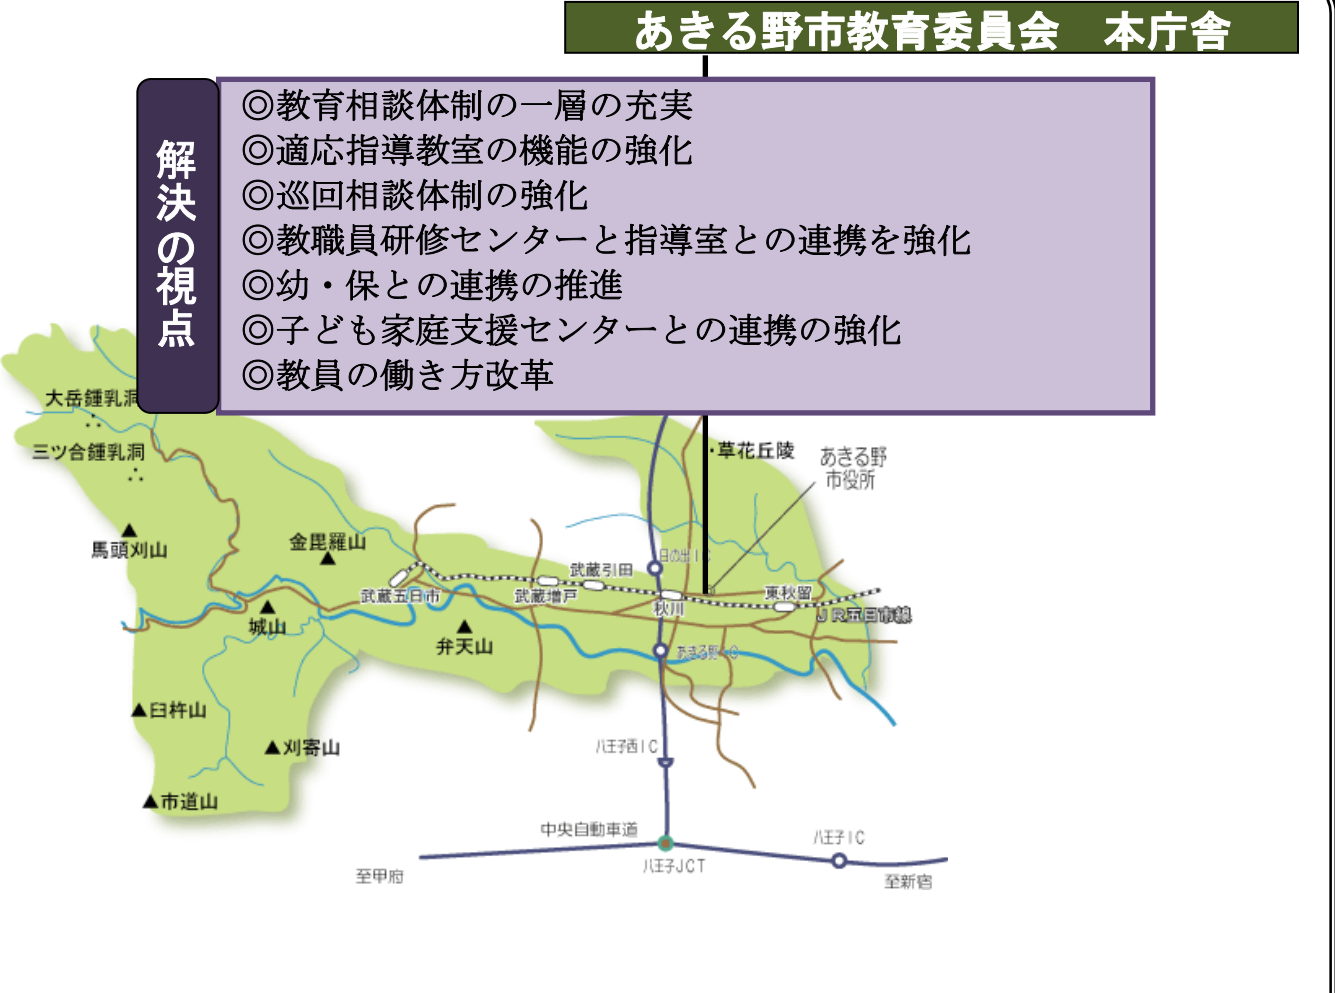 あきる野市教育委員会　本庁舎
解決の視点
◎教育相談体制の一層の充実
◎適応指導教室の機能の強化
◎巡回相談体制の強化
◎教職員研修センターと指導室との連携を強化
◎幼・保との連携の推進
◎子ども家庭支援センターとの連携の強化
◎教員の働き方改革
大岳鍾乳洞
三ツ合鍾乳洞
・草花丘陵
あきる野
市役所
馬頭刈山
金毘羅山
日の出IC
武蔵引田
武蔵五日市
武蔵増戸
秋川
東秋留
JR五日市線
城山
弁天山
あきる野IC
臼杵山
刈寄山
八王子西IC
市道山
中央自動車道
八王子IC
八王子JCT
至甲府
至新宿